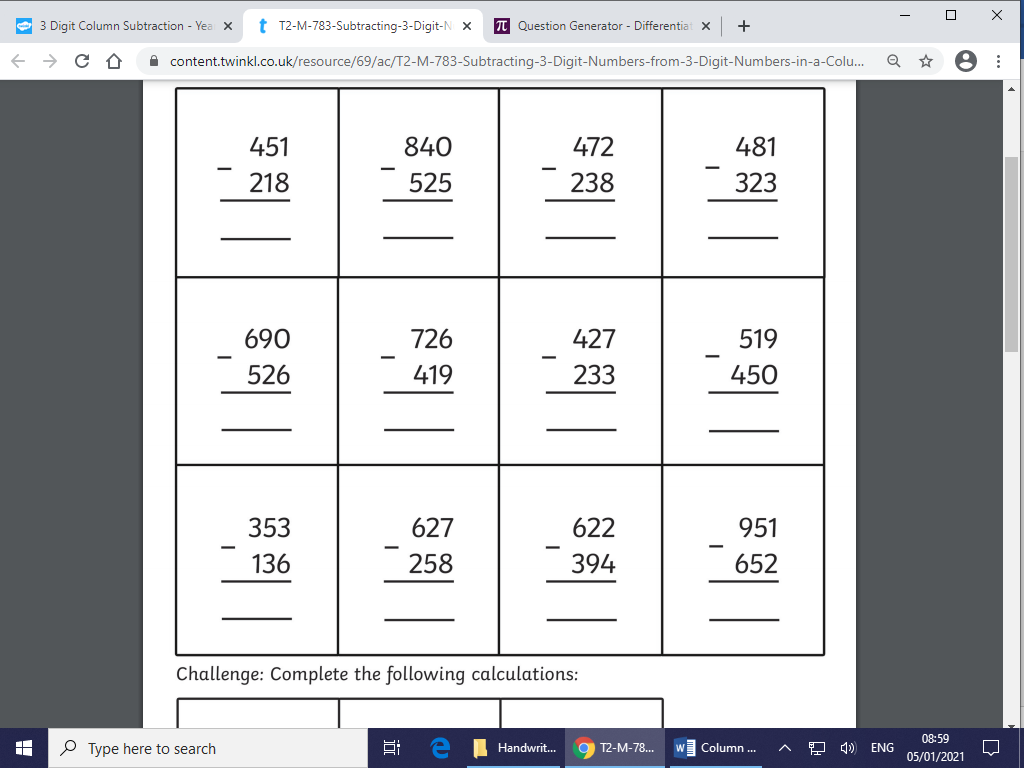 3 Digit Column Subtraction - Yea
T2-M-783-Subtracting-3-Digit-N
Question Generator - Differentiat
content.twinkl.co.uk/resource/69/ac/T2-M-783-Subtracting-3-Digit-Numbers-from-3-Digit-Numbers-in-a-Colu...
451 840 472 481
− 218 − 525 − 238 − 323
690 726 427 519
− 526 − 419 − 233 − 450
353 627 622 951
− 136 − 258 − 394 − 652
Challenge: Complete the following calculations:
Type here to search
Handwrit...
T2-M-78...
Column ...
ENG
08:59
05/01/2021